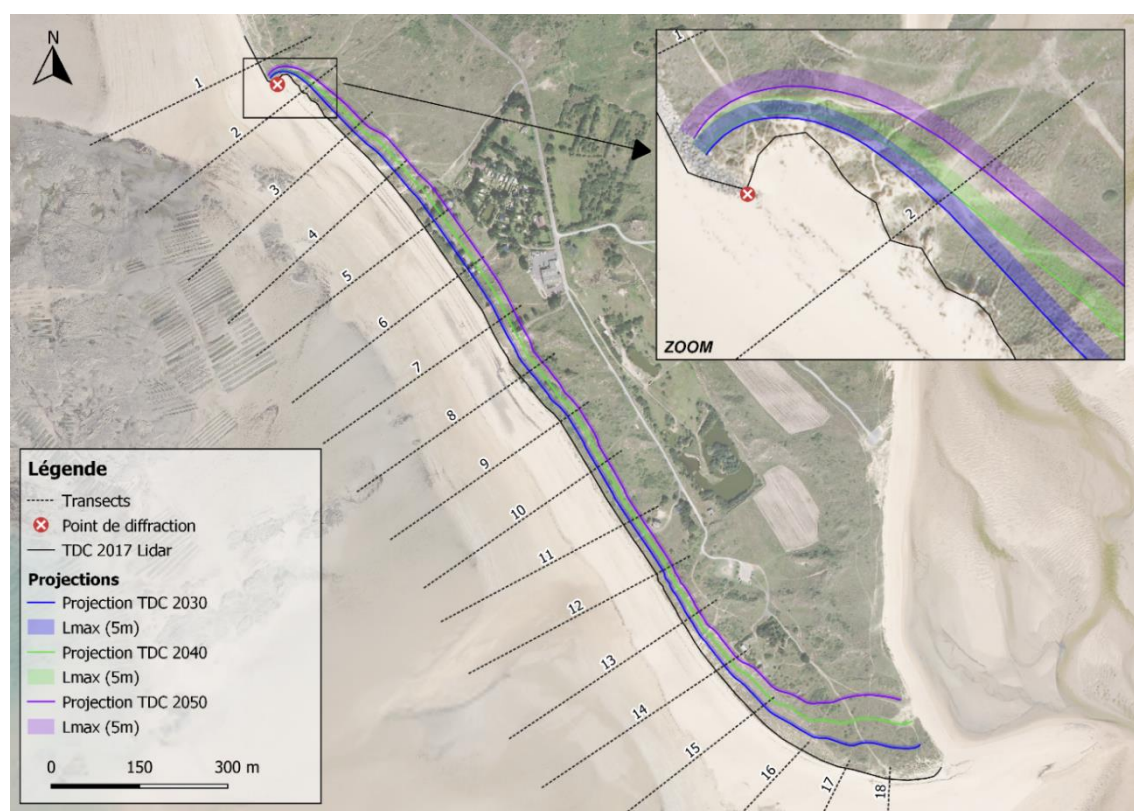 N
1
2
3
4
5
6
7
8
9
10
11
12
13
14
15
16
17
18
1
2
ZOOM
Légende
Transects
Point de diffraction
TDC 2017 Lidar
Projections
Projection TDC 2030
Lmax (5m)
Projection TDC 2040
Lmax (5m)
Projection TDC 2050
Lmax (5m)
0 150 300 m